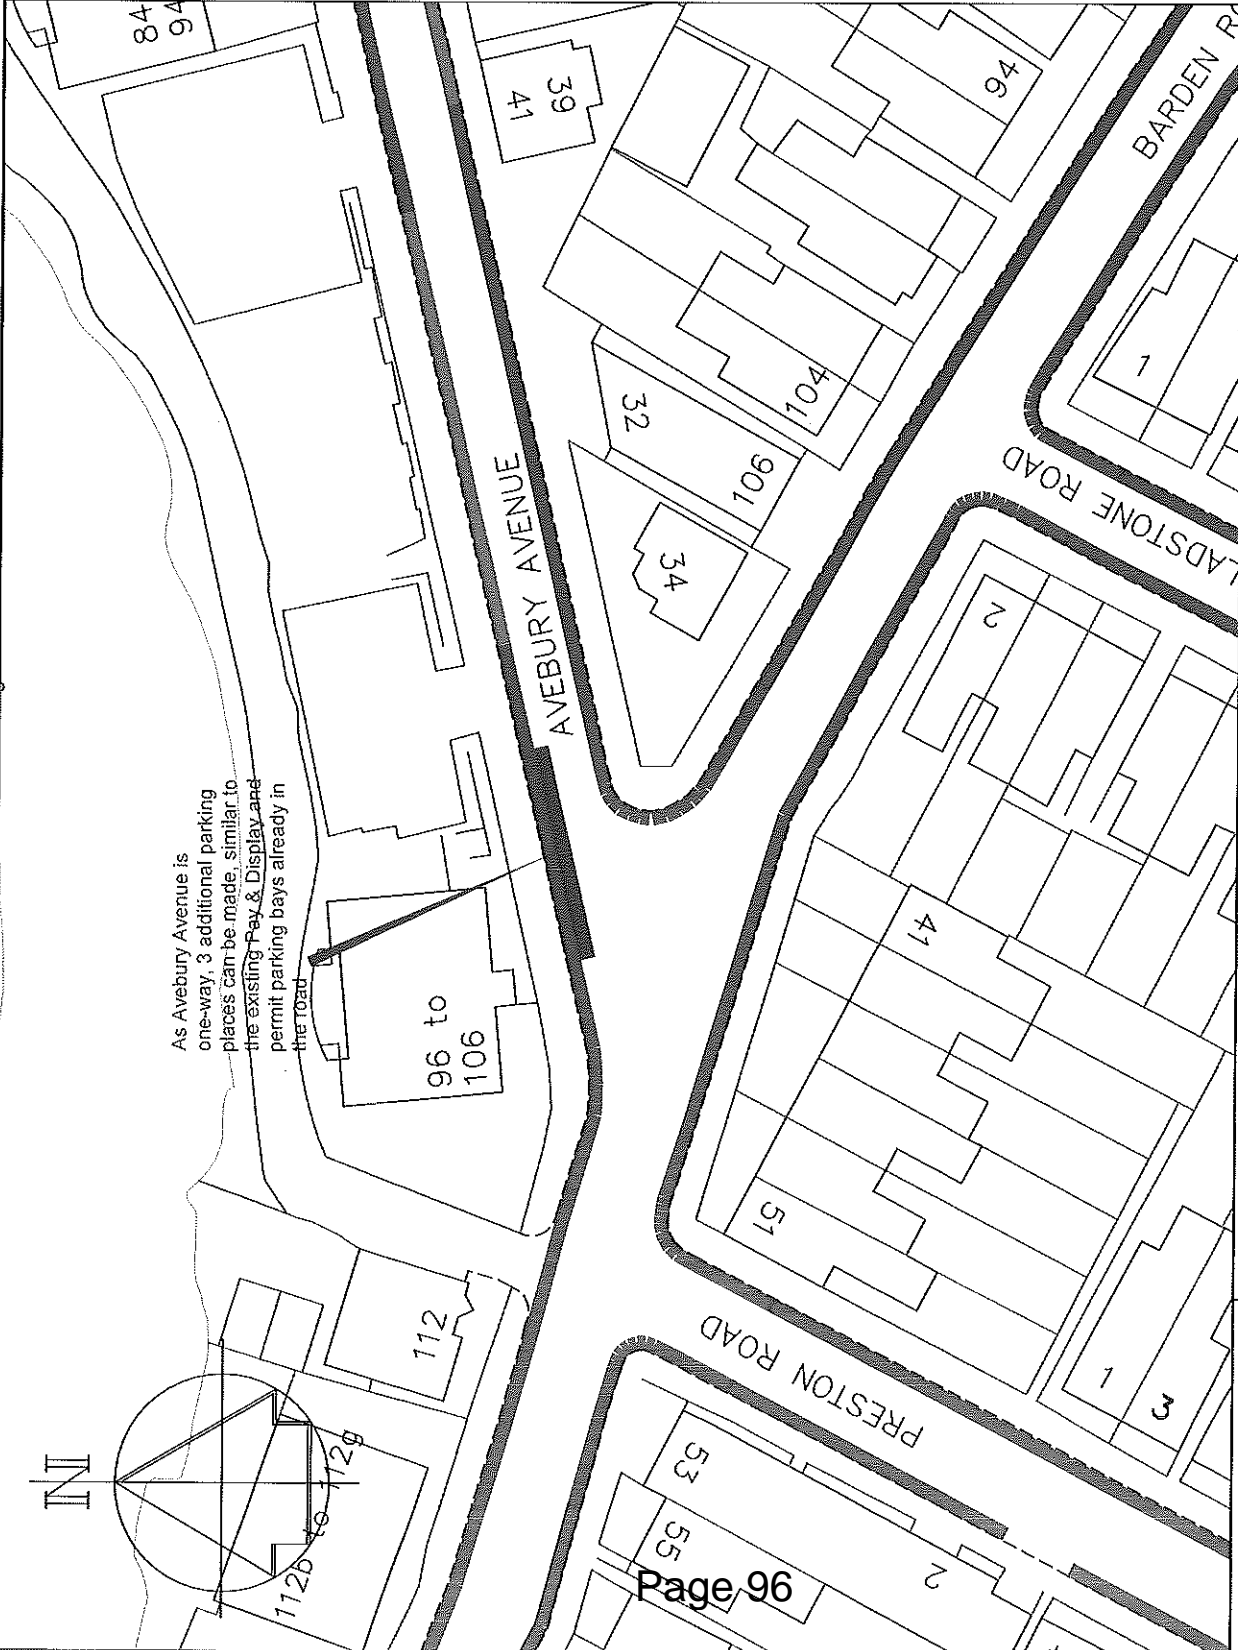 84
94
39
41
94
BARDEN R
1
LADSTONE ROAD
32
104
106
34
AVEBURY AVENUE
2
As Avebury Avenue is
one-way, 3 additional parking
places can be made, similar to
the existing Pay & Display and
permit parking bays already in
the road
96 to
106
41
51
112
PRESTON ROAD
1
3
N
112b to 112g
53
55
2
Page 96